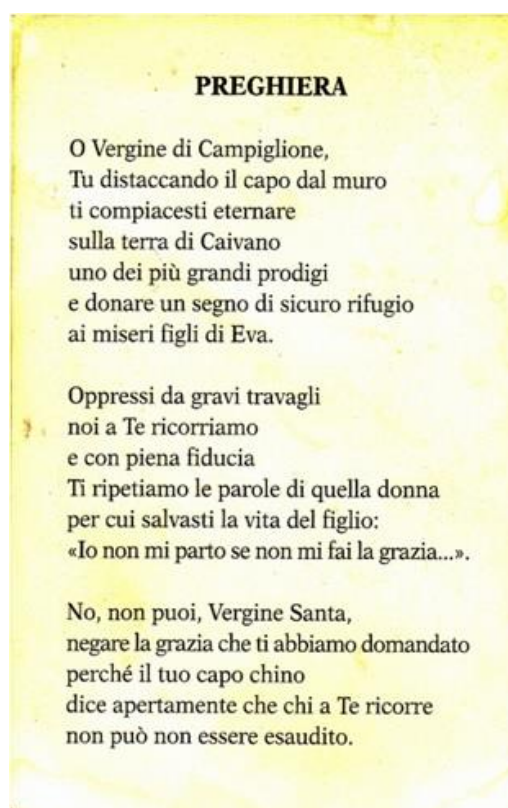 PREGHIERA
O Vergine di Campiglione,
Tu distaccando il capo dal muro
ti compiacesti eternare
sulla terra di Caivano
uno dei più grandi prodigi
e donare un segno di sicuro rifugio
ai miseri figli di Eva.
Oppressi da gravi travagli
noi a Te ricorriamo
e con piena fiducia
Ti ripetiamo le parole di quella donna
per cui salvasti la vita del figlio:
«Io non mi parto se non mi fai la grazia...».
No, non puoi, Vergine Santa,
negare la grazia che ti abbiamo domandato
perché il tuo capo chino
dice apertamente che chi a Te ricorre
non può non essere esaudito.